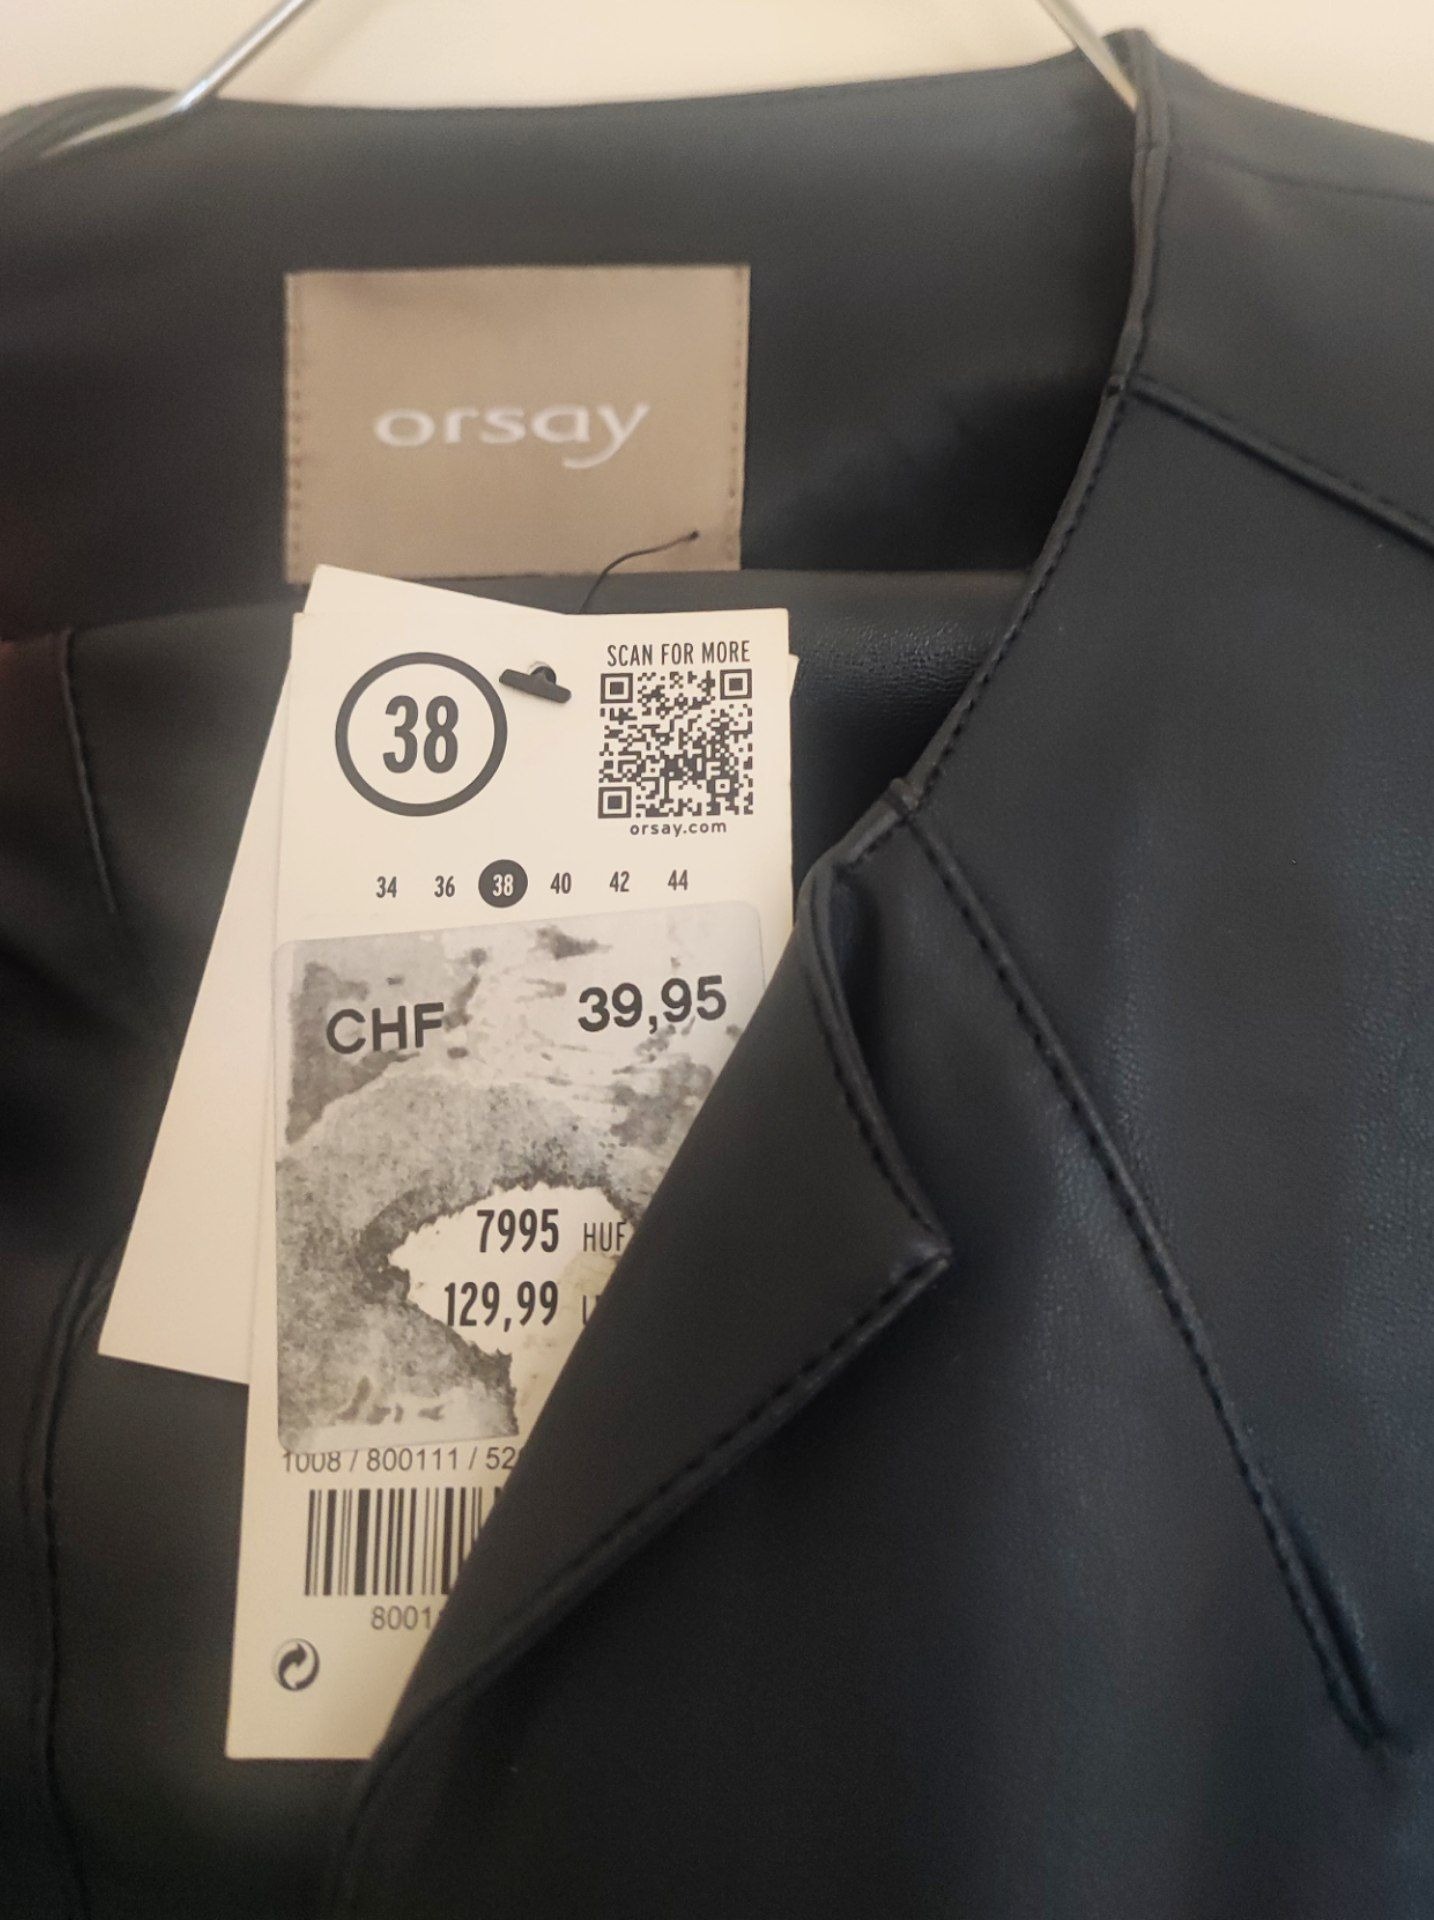 orsay
38
SCAN FOR MORE
orsay.com
34 36 38 40 42 44
CHF 39,95
7995 HUF
129,99
1008 / 800111 /